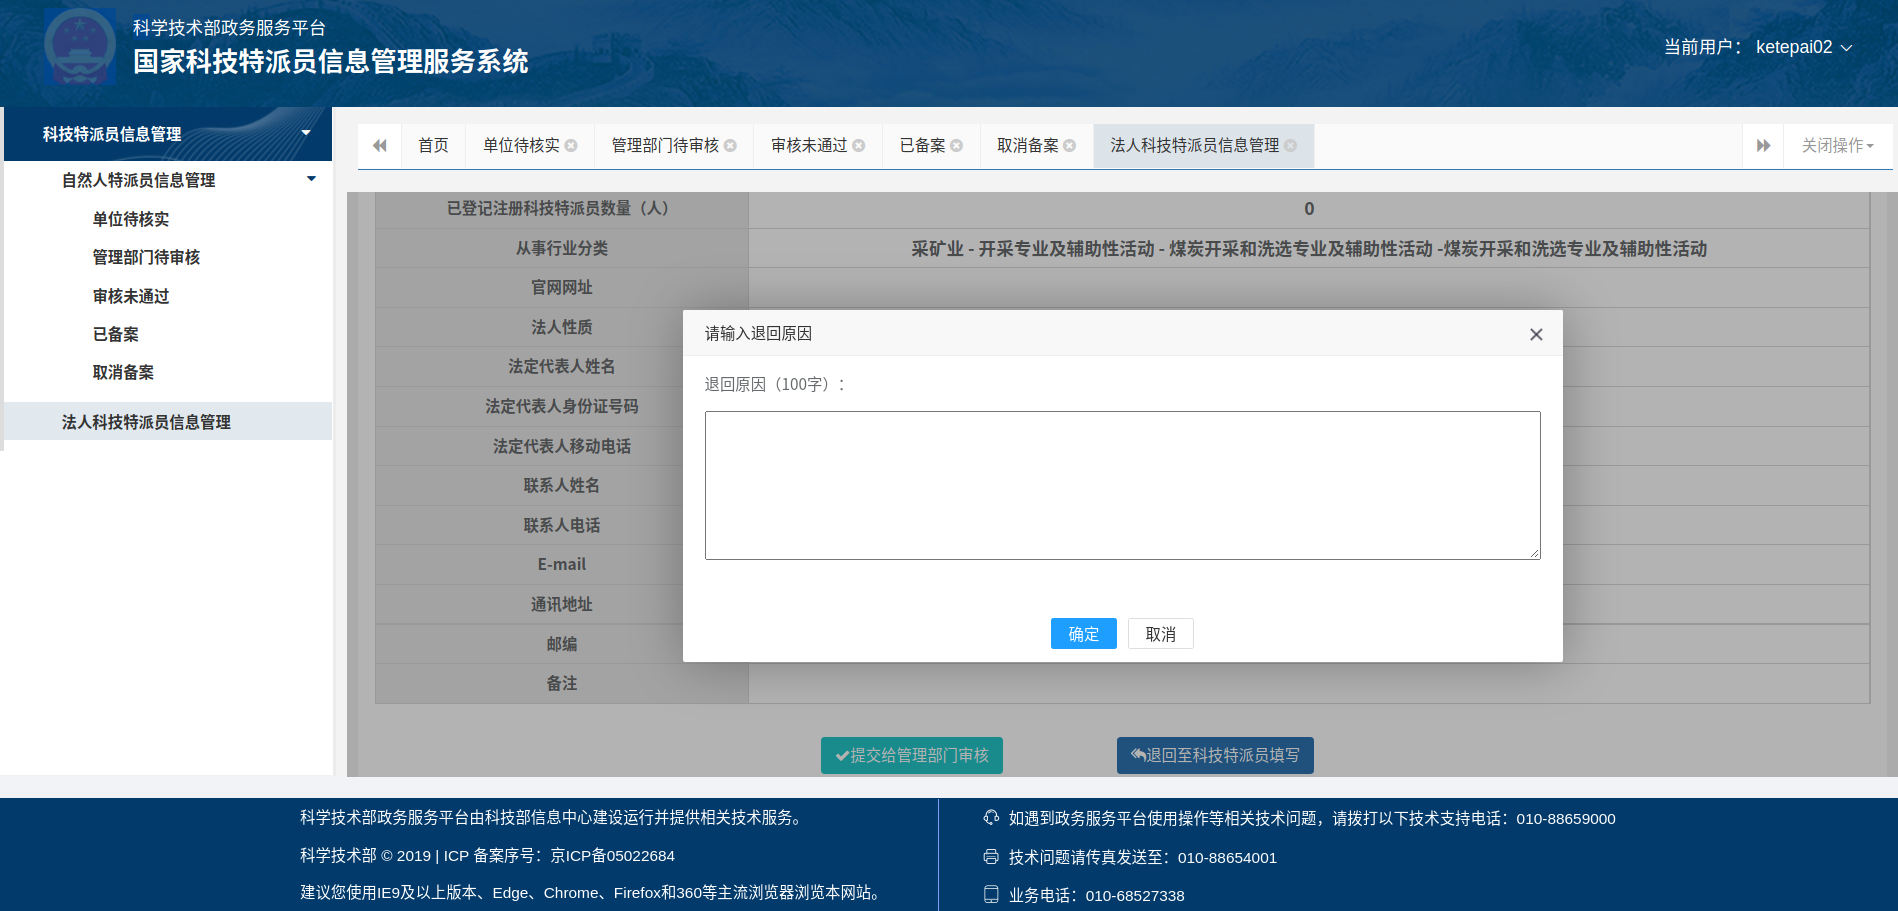 科学技术部政务服务平台
国家科技特派员信息管理服务系统
当前用户： ketepai02
科技特派员信息管理
自然人特派员信息管理
单位待核实
管理部门待审核
审核未通过
已备案
取消备案
法人科技特派员信息管理
首页 单位待核实 管理部门待审核 审核未通过 已备案 取消备案 法人科技特派员信息管理 关闭操作
已登记注册科技特派员数量（人） 0
从事行业分类 采矿业 - 开采专业及辅助性活动 - 煤炭开采和洗选专业及辅助性活动 -煤炭开采和洗选专业及辅助性活动
官网网址
法人性质
法定代表人姓名
法定代表人身份证号码
法定代表人移动电话
联系人姓名
联系人电话
E-mail
通讯地址
邮编
备注
请输入退回原因
退回原因（100字）：
确定 取消
提交给管理部门审核 退回至科技特派员填写
科学技术部政务服务平台由科技部信息中心建设运行并提供相关技术服务。
科学技术部 © 2019 | ICP 备案序号：京ICP备05022684
建议您使用IE9及以上版本、Edge、Chrome、Firefox和360等主流浏览器浏览本网站。
如遇到政务服务平台使用操作等相关技术问题，请拨打以下技术支持电话：010-88659000
技术问题请传真发送至：010-88654001
业务电话：010-68527338